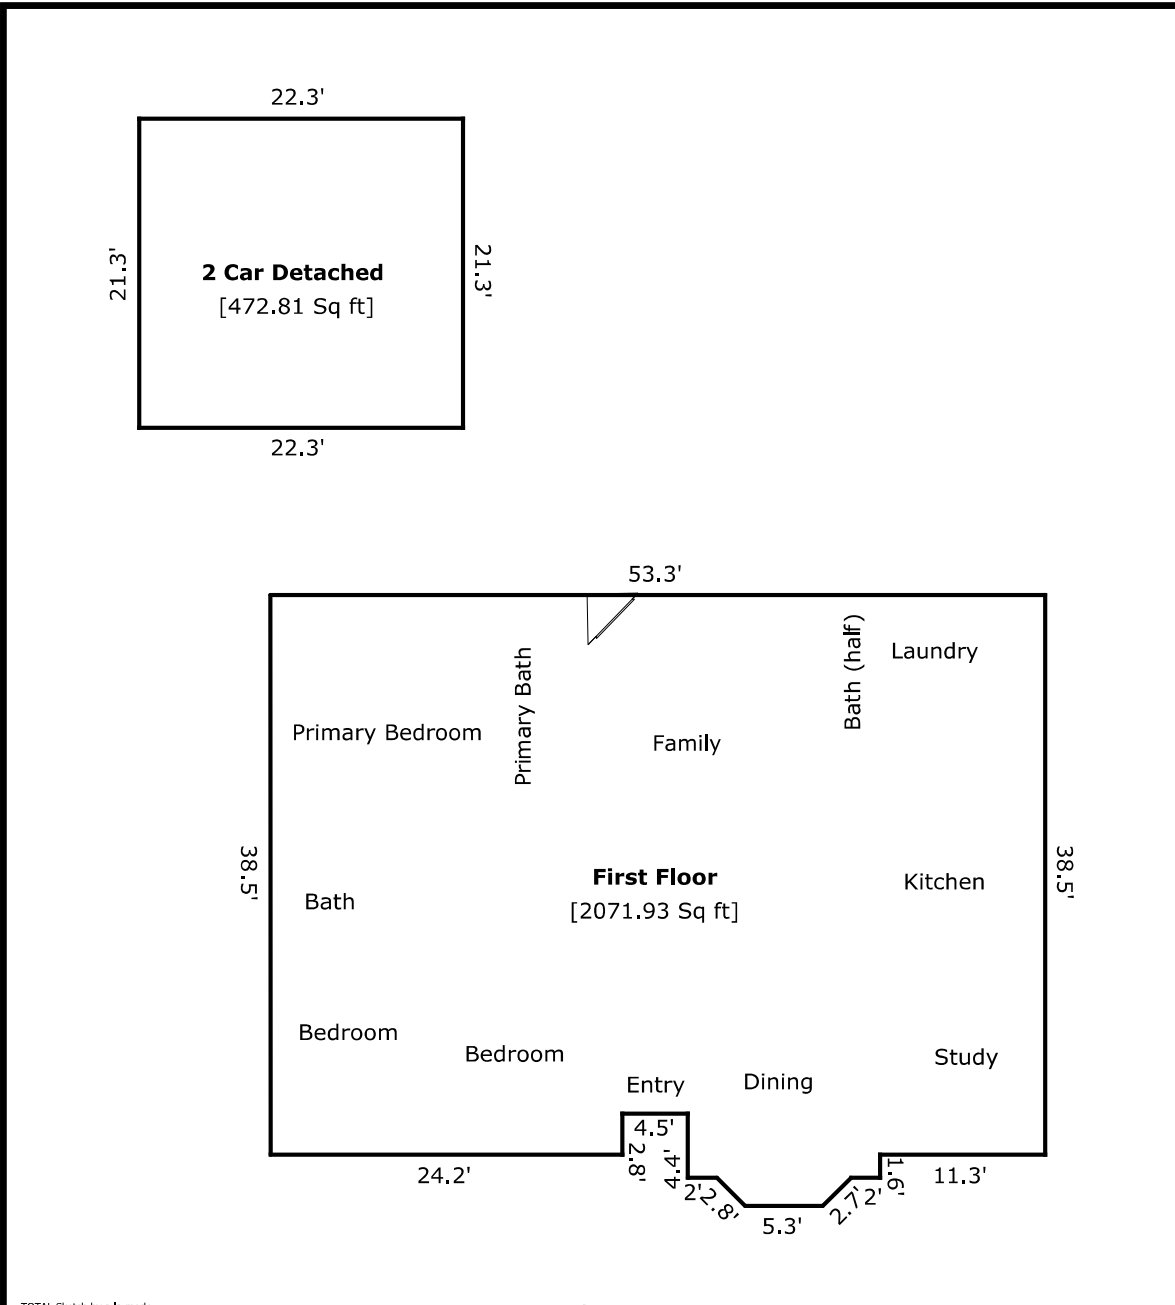 22.3'
21.3'
21.3'
2 Car Detached
[472.81 Sq ft]
22.3'
53.3'
Bath (half)
Laundry
Primary Bath
Primary Bedroom
Family
38.5'
38.5'
First Floor
[2071.93 Sq ft]
Kitchen
Bath
Bedroom
Bedroom
Study
Entry
Dining
4.5'
2.8'
4.4'
1.6'
24.2'
11.3'
2'
2.8'
2.7'
2'
5.3'